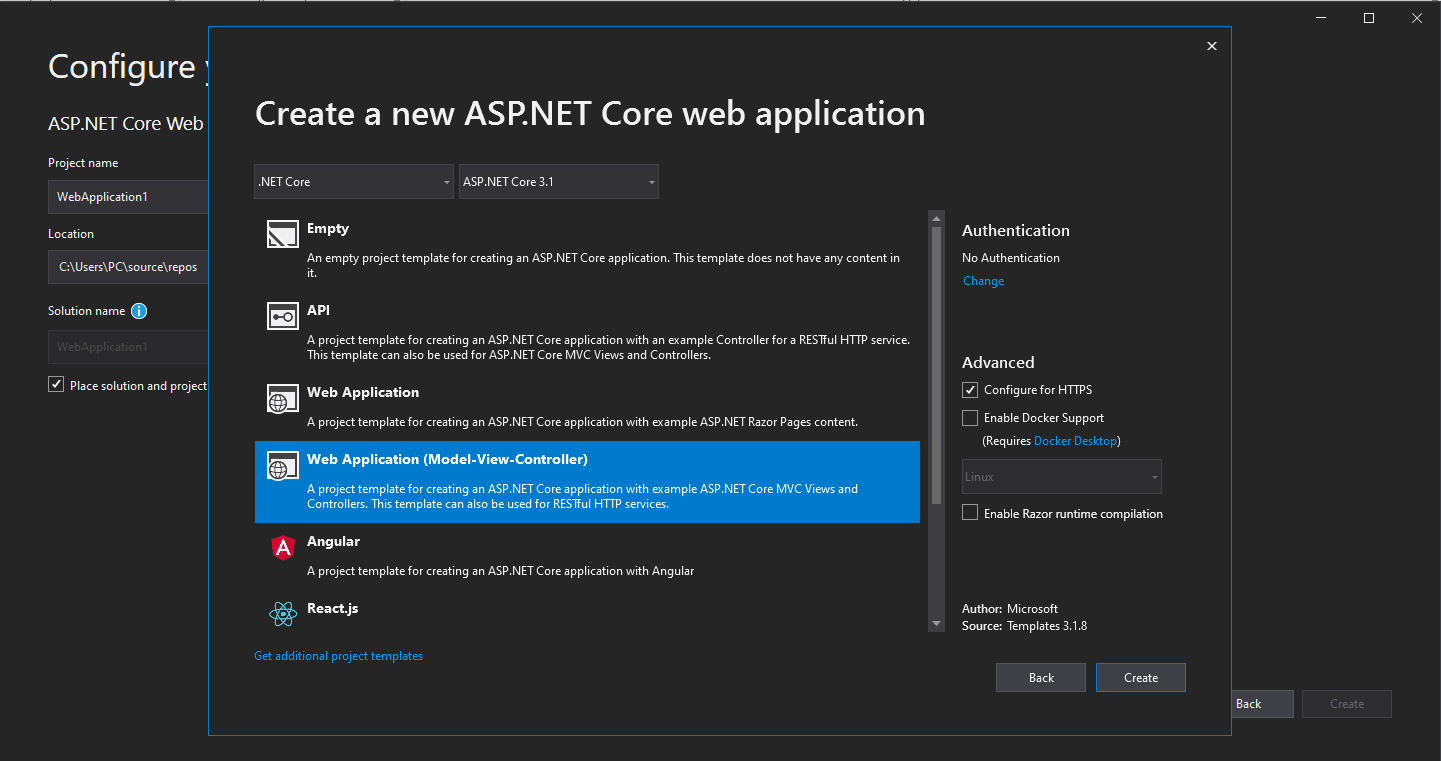 Configure
ASP.NET Core Web
Project name
WebApplication1
Location
C:\Users\PC\source\repos
Solution name
WebApplication1
Place solution and project
Create a new ASP.NET Core web application
.NET Core
ASP.NET Core 3.1
Empty
An empty project template for creating an ASP.NET Core application. This template does not have any content in
it.
API
A project template for creating an ASP.NET Core application with an example Controller for a RESTful HTTP service.
This template can also be used for ASP.NET Core MVC Views and Controllers.
Web Application
A project template for creating an ASP.NET Core application with example ASP.NET Razor Pages content.
Web Application (Model-View-Controller)
A project template for creating an ASP.NET Core application with example ASP.NET Core MVC Views and
Controllers. This template can also be used for RESTful HTTP services.
Angular
A project template for creating an ASP.NET Core application with Angular
React.js
Get additional project templates
Authentication
No Authentication
Change
Advanced
Configure for HTTPS
Enable Docker Support
(Requires Docker Desktop)
Linux
Enable Razor runtime compilation
Author: Microsoft
Source: Templates 3.1.8
Back
Create
Back
Create